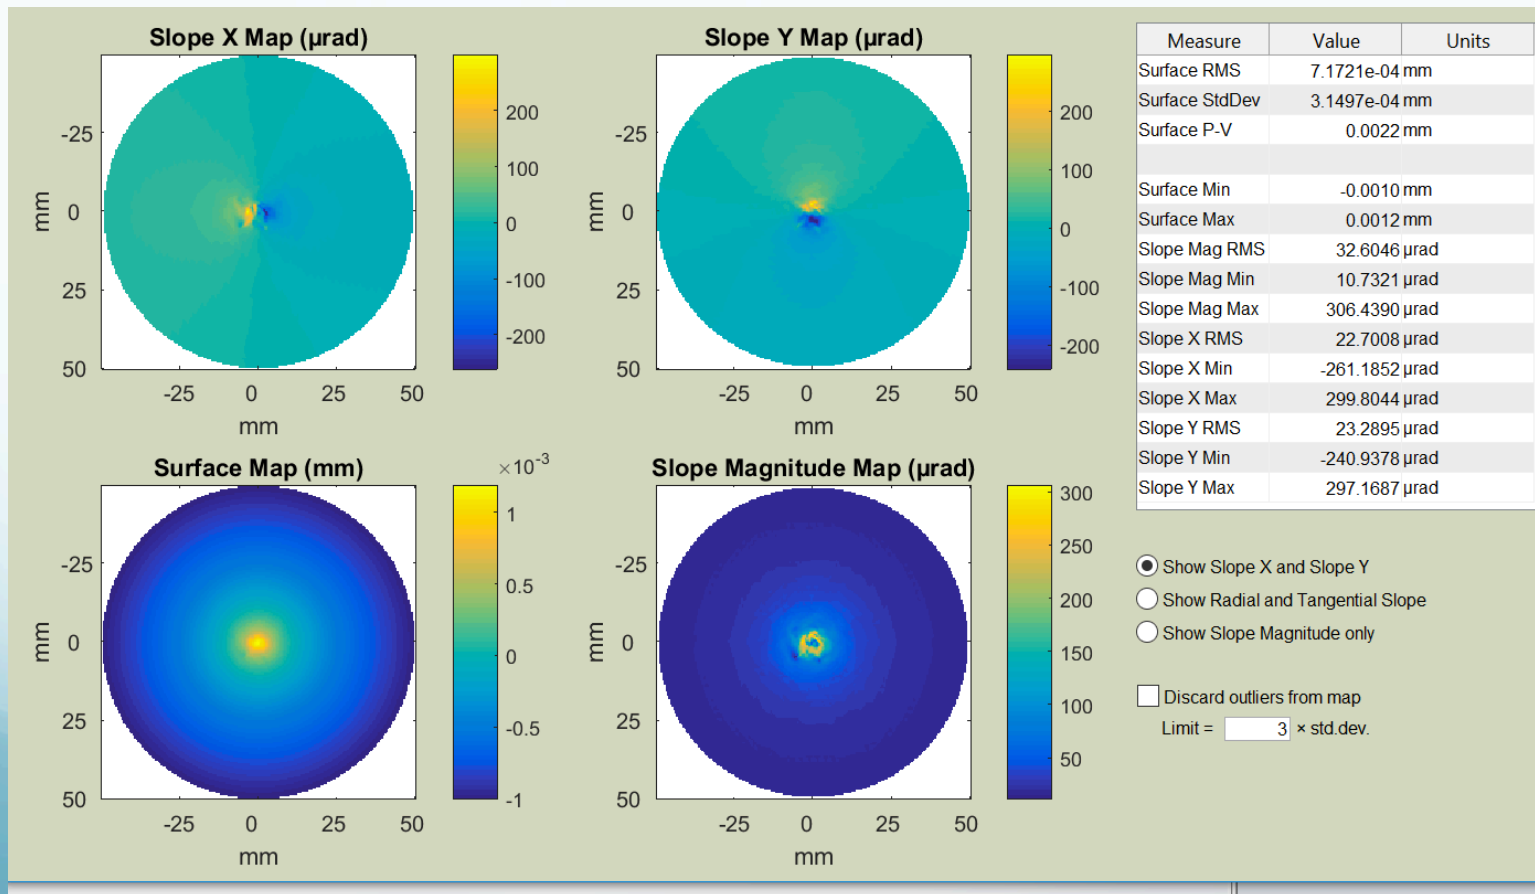 Slope X Map (µrad)
-25
0
25
50
mm
-25
0
25
50
mm
200
100
0
-100
-200
Slope Y Map (µrad)
-25
0
25
50
mm
-25
0
25
50
mm
200
100
0
-100
-200
Surface Map (mm)
×10-3
-25
0
25
50
mm
-25
0
25
50
mm
1
0.5
0
-0.5
-1
Slope Magnitude Map (µrad)
-25
0
25
50
mm
-25
0
25
50
mm
300
250
200
150
100
50
Measure Value Units
Surface RMS 7.1721e-04 mm
Surface StdDev 3.1497e-04 mm
Surface P-V 0.0022 mm
Surface Min -0.0010 mm
Surface Max 0.0012 mm
Slope Mag RMS 32.6046 µrad
Slope Mag Min 10.7321 µrad
Slope Mag Max 306.4390 µrad
Slope X RMS 22.7008 µrad
Slope X Min -261.1852 µrad
Slope X Max 299.8044 µrad
Slope Y RMS 23.2895 µrad
Slope Y Min -240.9378 µrad
Slope Y Max 297.1687 µrad
Show Slope X and Slope Y
Show Radial and Tangential Slope
Show Slope Magnitude only
Discard outliers from map
Limit = 3 × std.dev.